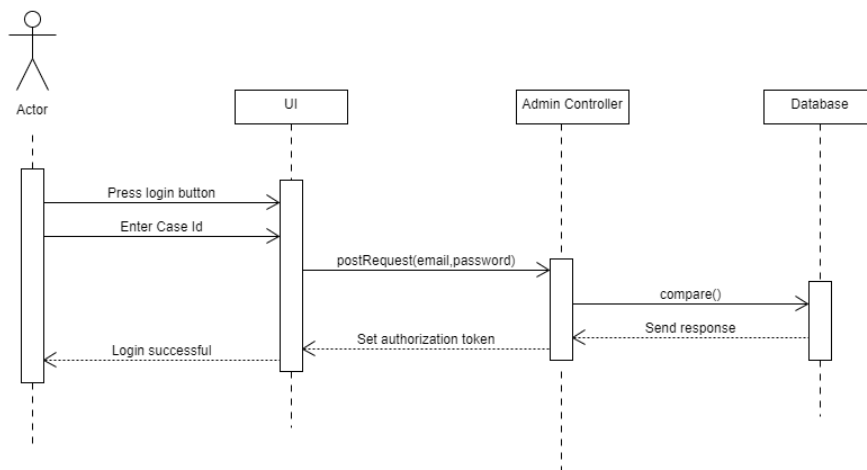 Actor
UI
Admin Controller
Database
Press login button
Enter Case Id
postRequest(email,password)
compare()
Send response
Set authorization token
Login successful